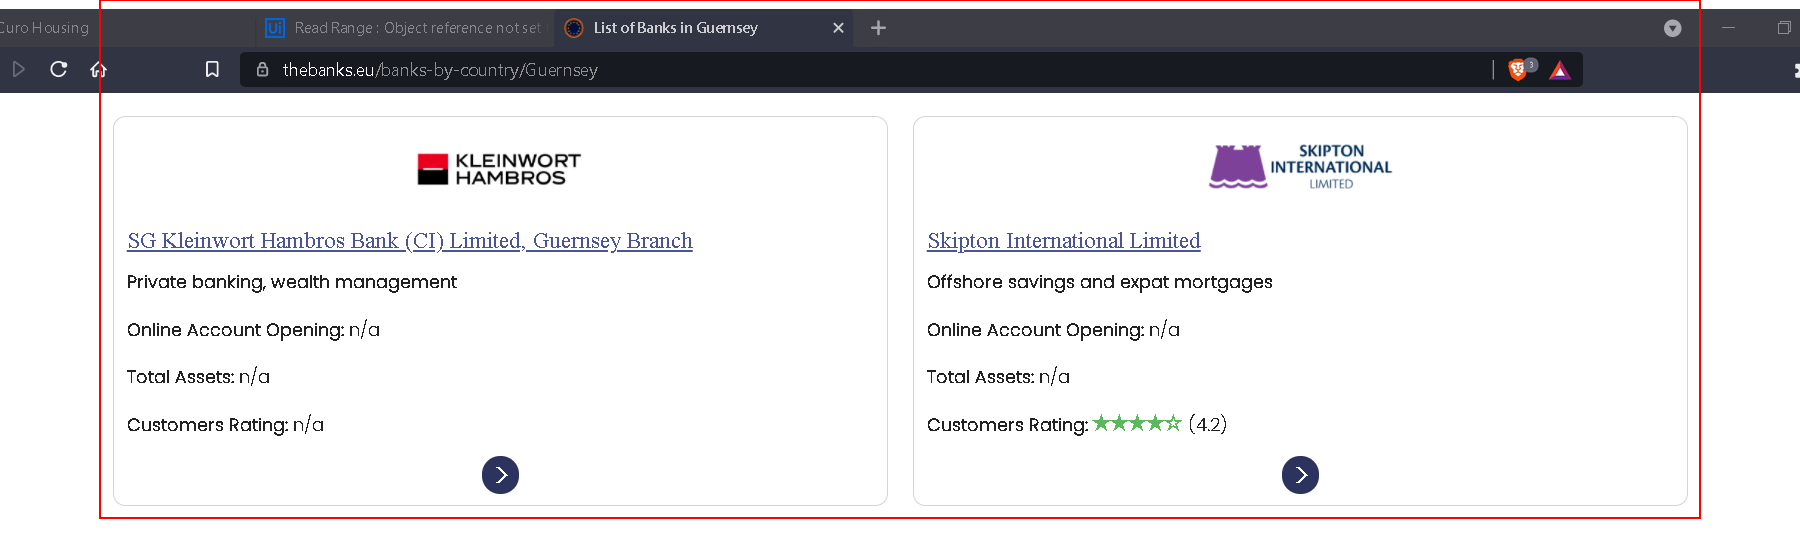 Curo Housing
Ui Read Range : Object reference not set
List of Banks in Guernsey
thebanks.eu/banks-by-country/Guernsey
3
KLEINWORT
HAMBROS
SG Kleinwort Hambros Bank (CI) Limited, Guernsey Branch
Private banking, wealth management
Online Account Opening: n/a
Total Assets: n/a
Customers Rating: n/a
SKIPTON
INTERNATIONAL
LIMITED
Skipton International Limited
Offshore savings and expat mortgages
Online Account Opening: n/a
Total Assets: n/a
Customers Rating: ★★★★☆ (4.2)